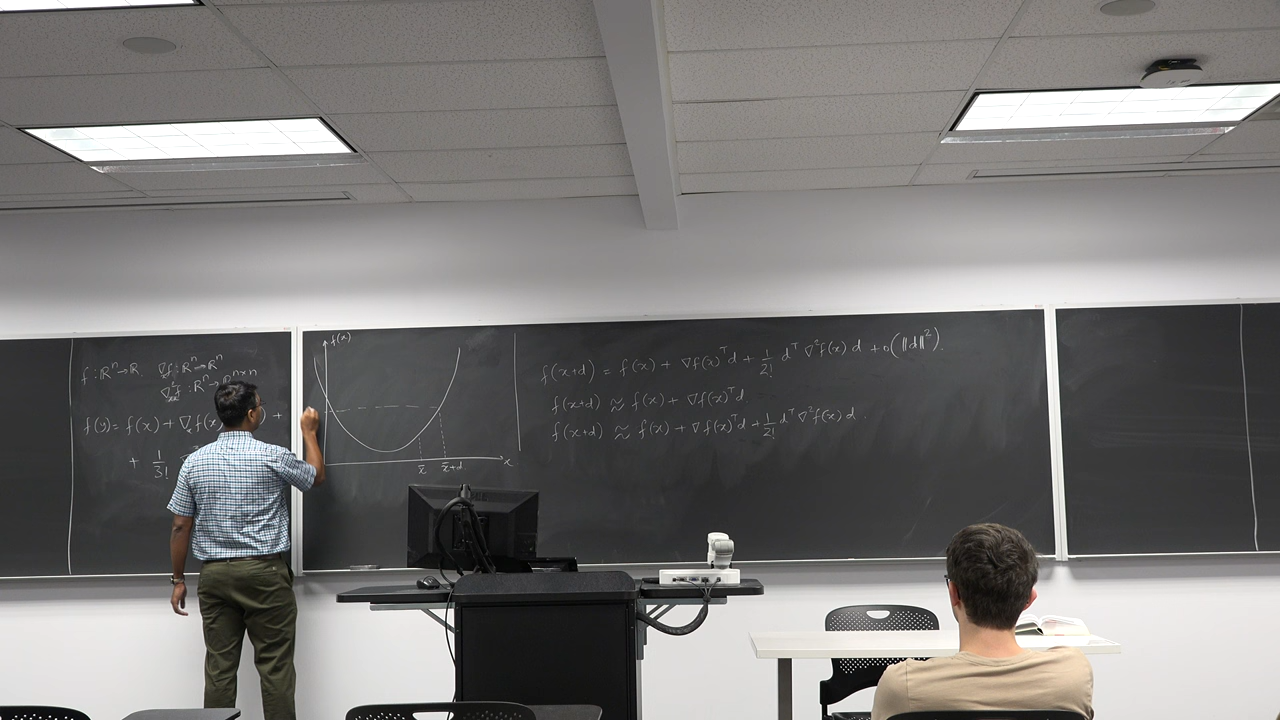 f : ℝⁿ→ℝ ∇f : ℝⁿ→ℝⁿ
∇²f : ℝⁿ→ℝⁿˣⁿ
f(y) = f(x) + ∇f(x) +
+ 1/3!
f(x)
x̄ x̄+d x
f(x+d) = f(x) + ∇f(x)ᵀd + 1/2! dᵀ∇²f(x) d + o(‖d‖²).
f(x+d) ≈ f(x) + ∇f(x)ᵀd
f(x+d) ≈ f(x) + ∇f(x)ᵀd + 1/2! dᵀ∇²f(x) d .